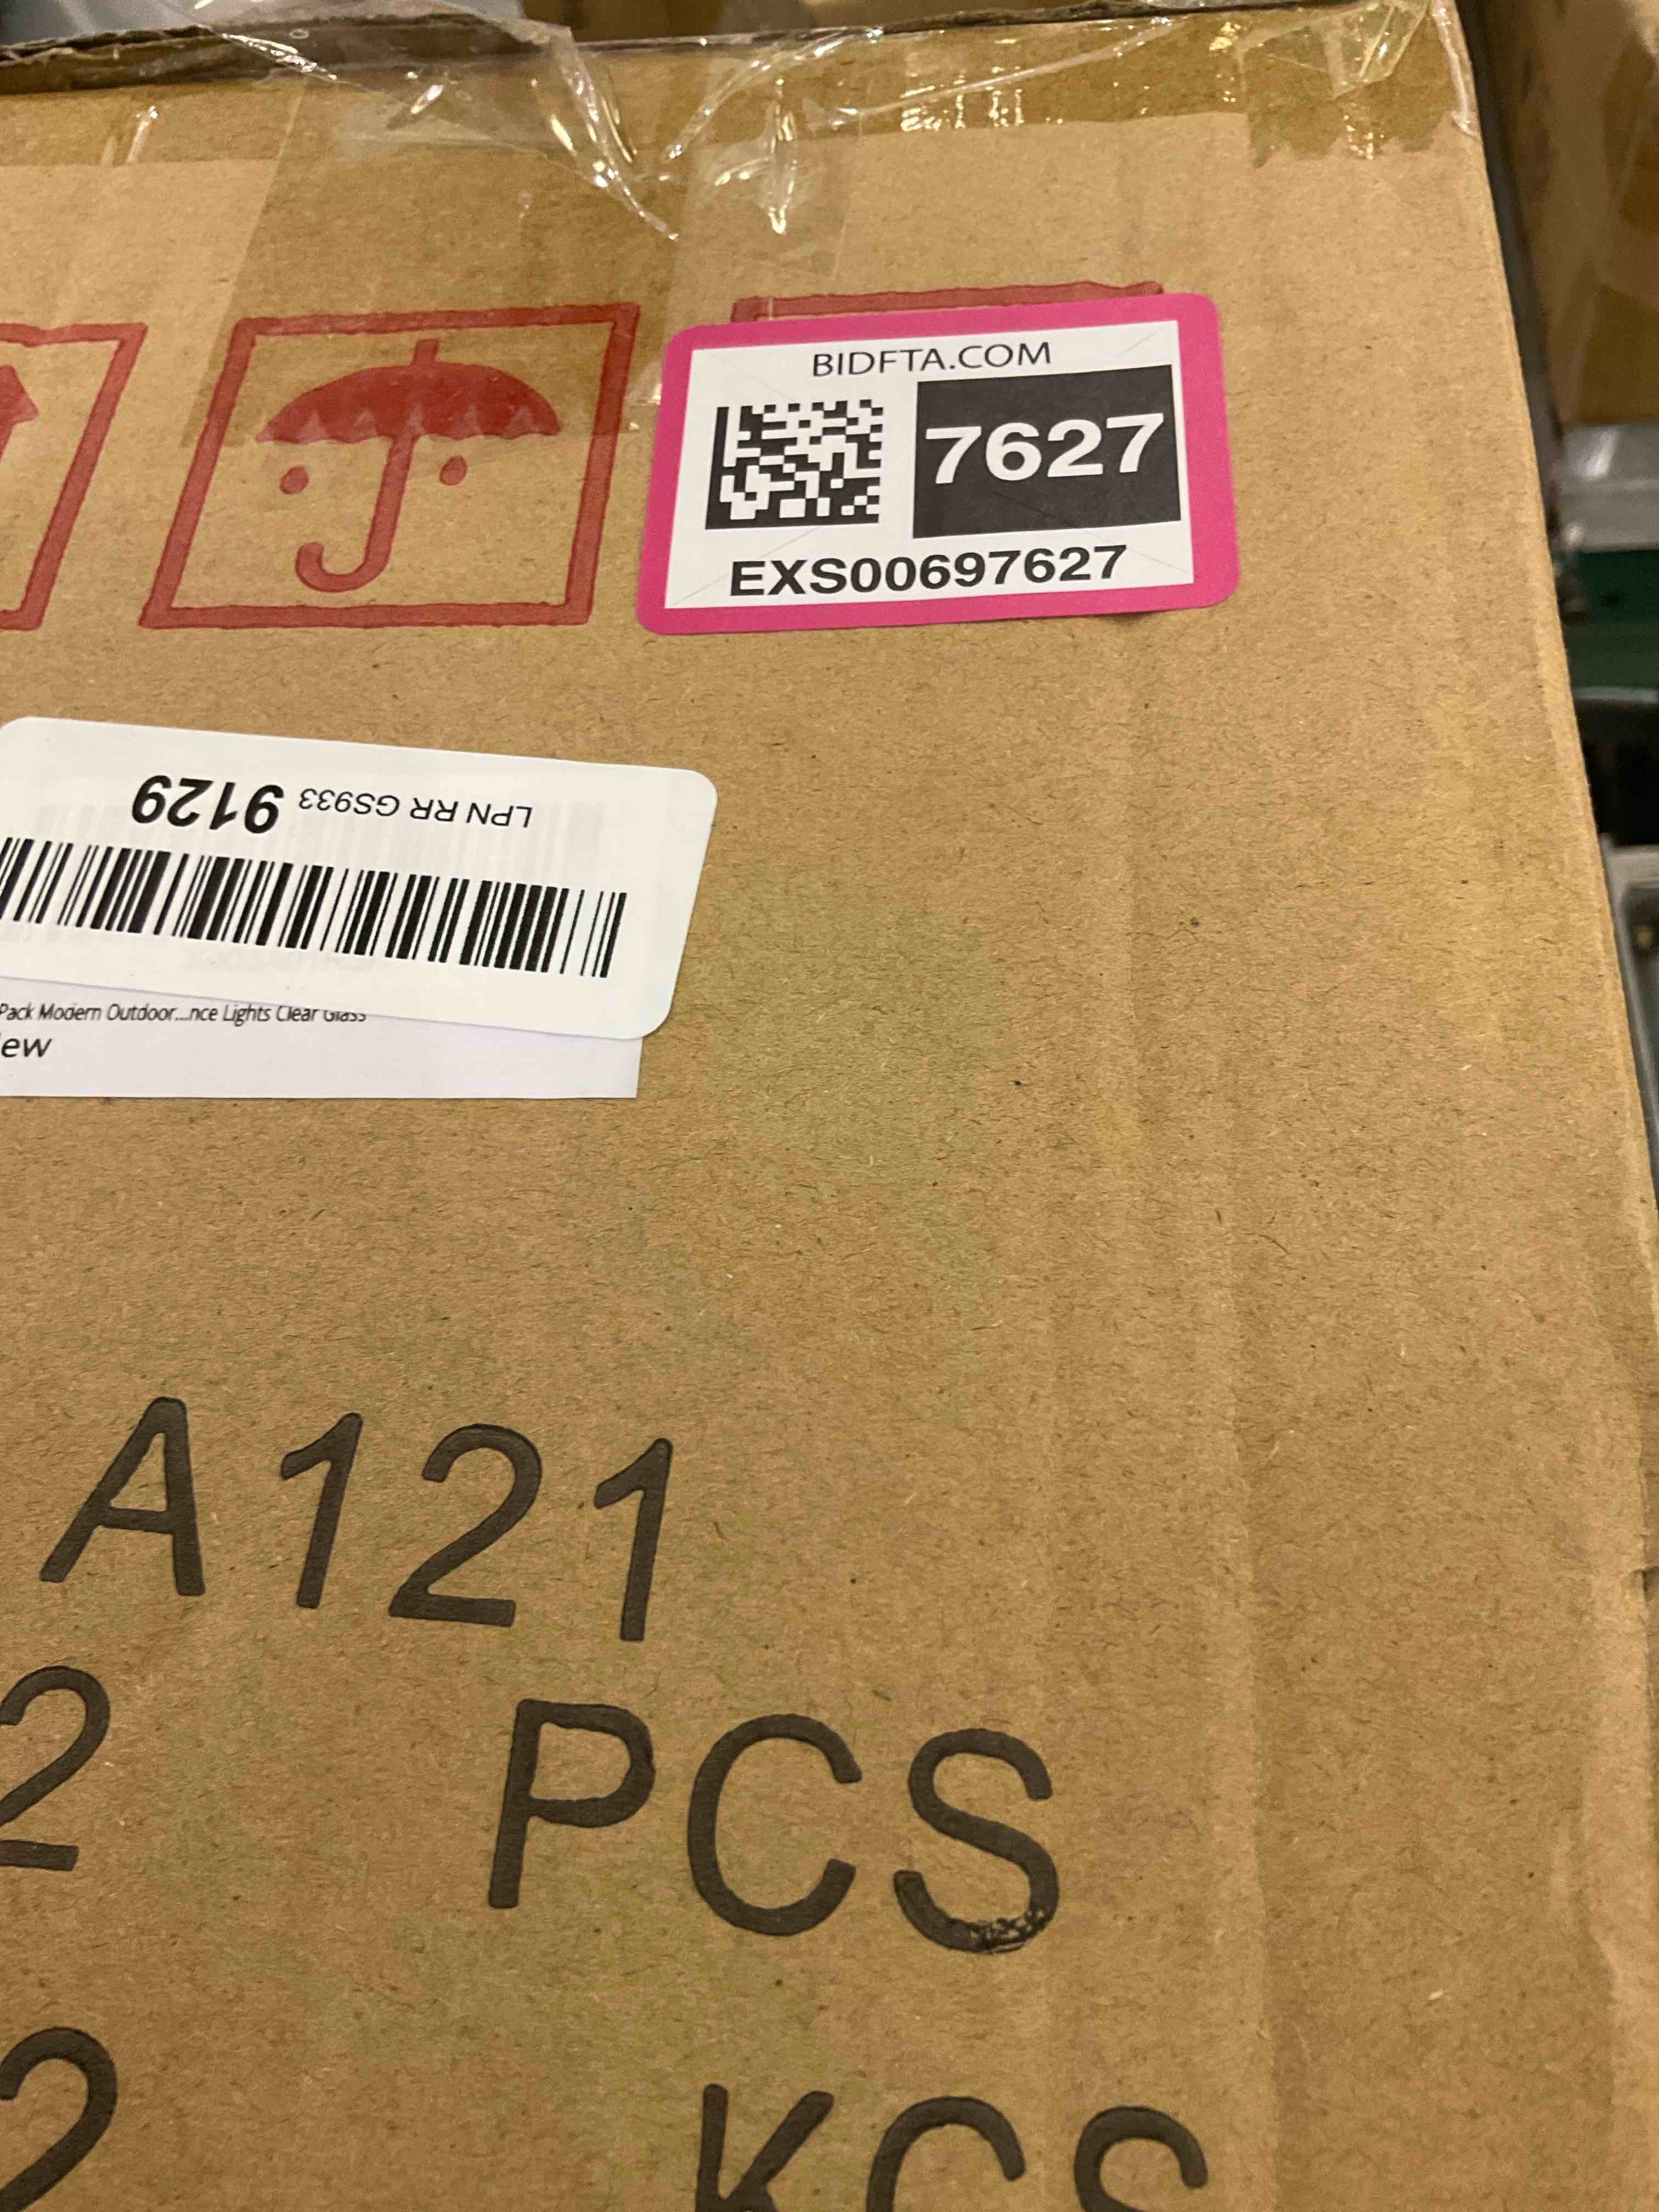 BIDFTA.COM
7627
EXS00697627
LPN RR GS933 9129
Pack Modern Outdoor...nce Lights Clear Glass
ew
A121
2 PCS
2 KGS